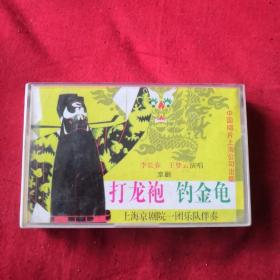 中国唱片上海公司出版
李长春 王梦云演唱
京剧
打龙袍 钓金龟
上海京剧院一团乐队伴奏